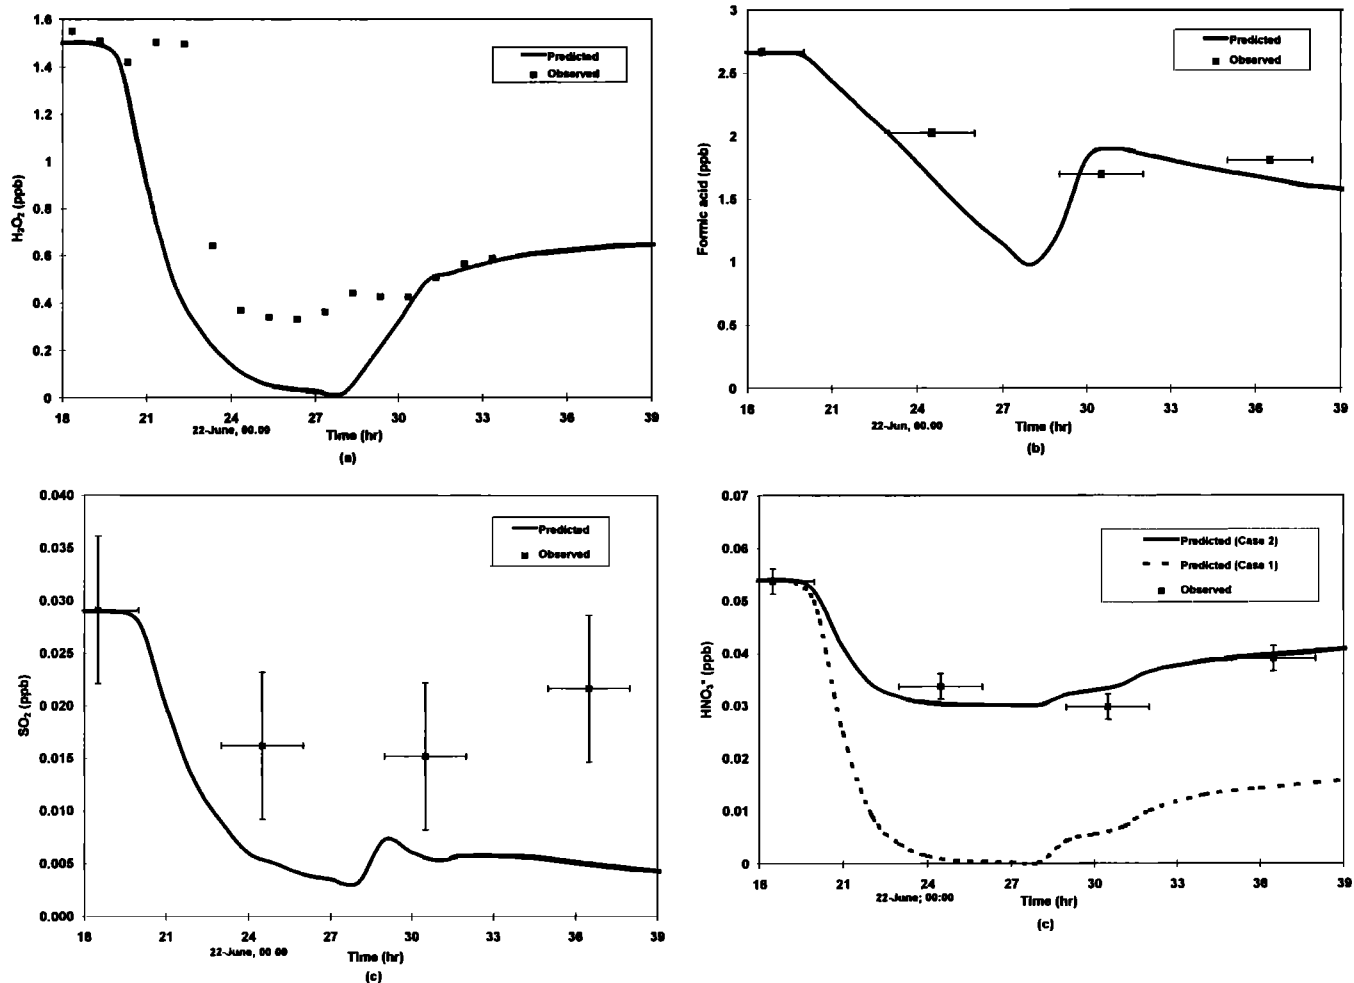 1.6
1.4
1.2
1
0.8
0.6
0.4
0.2
0
H₂O₂ (ppb)
Predicted
Observed
18 21 24 27 30 33 36 39
22-June, 00.00
Time (hr)
(a)
3
2.5
2
1.5
1
0.5
0
Formic acid (ppb)
Predicted
Observed
18 21 24 27 30 33 36 39
22-Jun, 00.00
Time (hr)
(b)
0.040
0.035
0.030
0.025
0.020
0.015
0.010
0.005
0.000
SO₂ (ppb)
Predicted
Observed
18 21 24 27 30 33 36 39
22-June, 00 00
Time (hr)
(c)
0.07
0.06
0.05
0.04
0.03
0.02
0.01
0
HNO₃* (ppb)
Predicted (Case 2)
Predicted (Case 1)
Observed
18 21 24 27 30 33 36 39
22-June; 00:00
Time (hr)
(c)